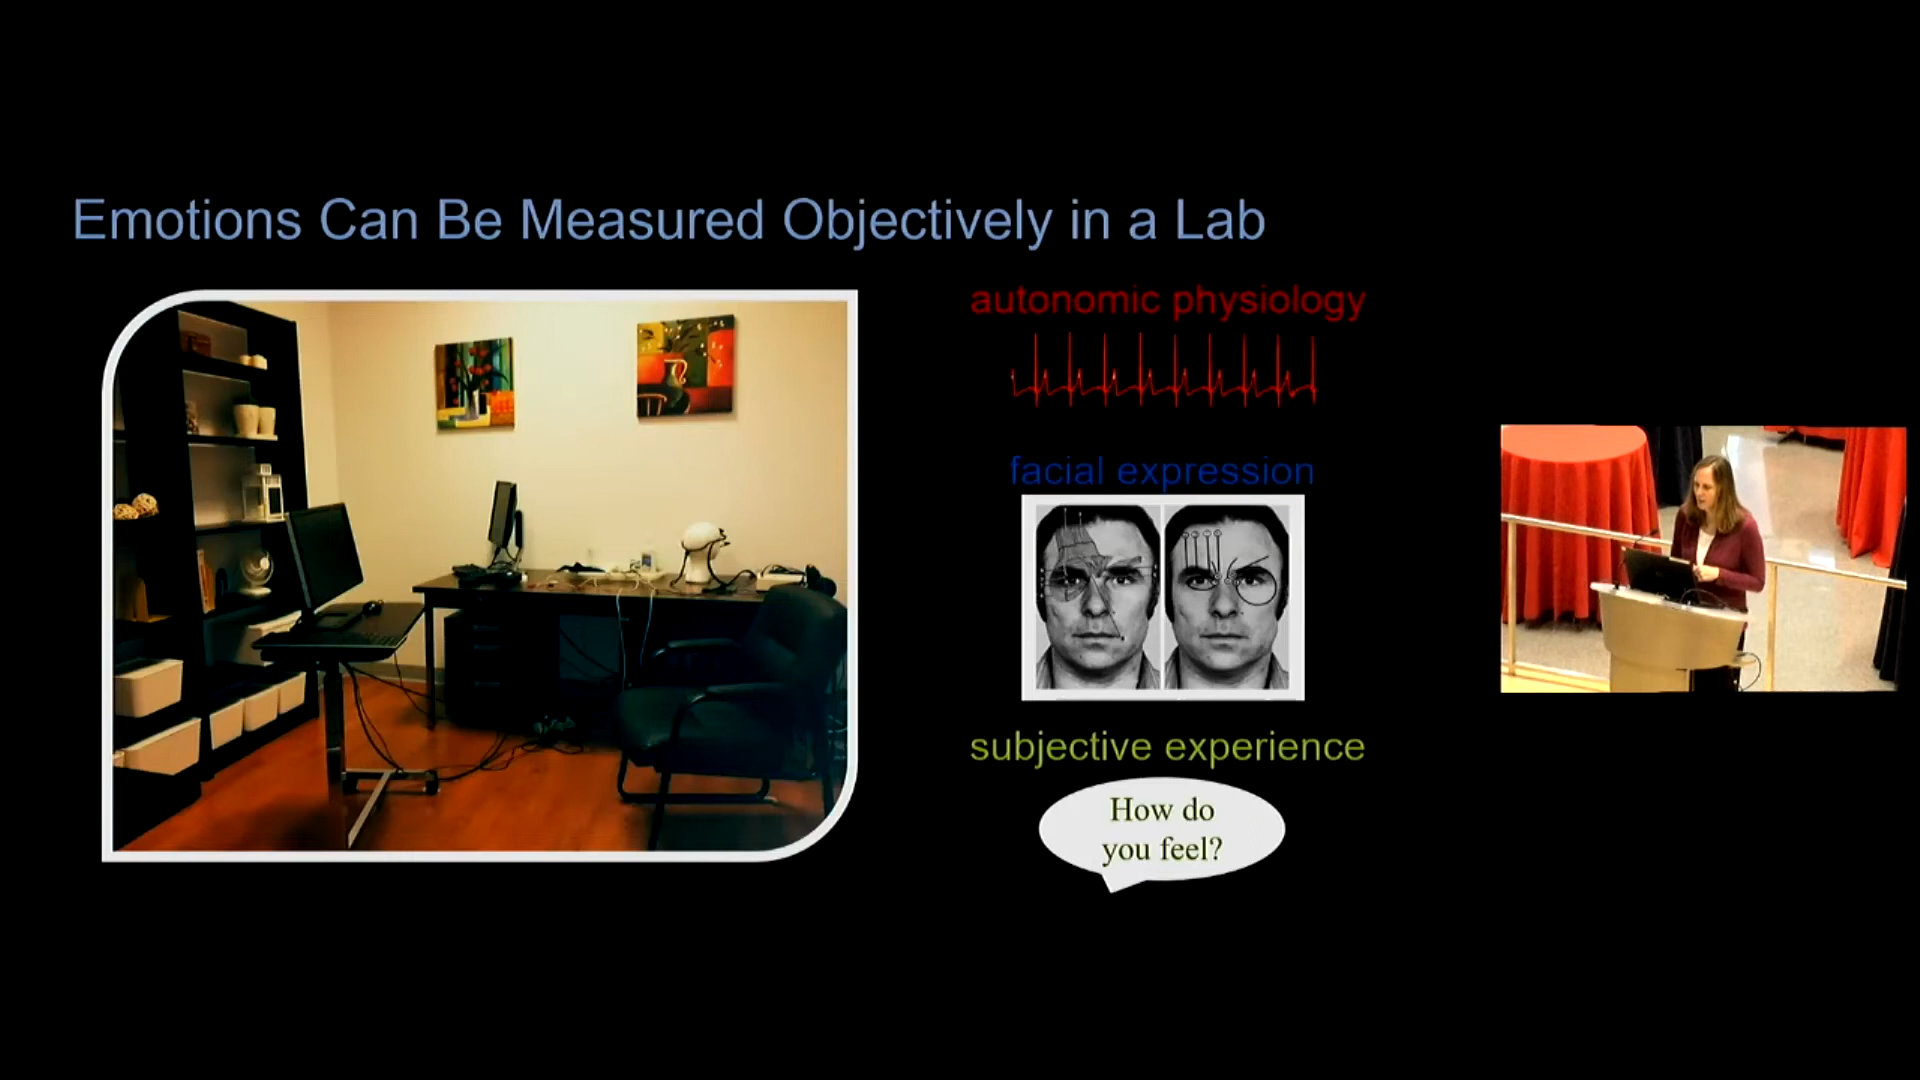 Emotions Can Be Measured Objectively in a Lab
autonomic physiology
facial expression
subjective experience
How do
you feel?